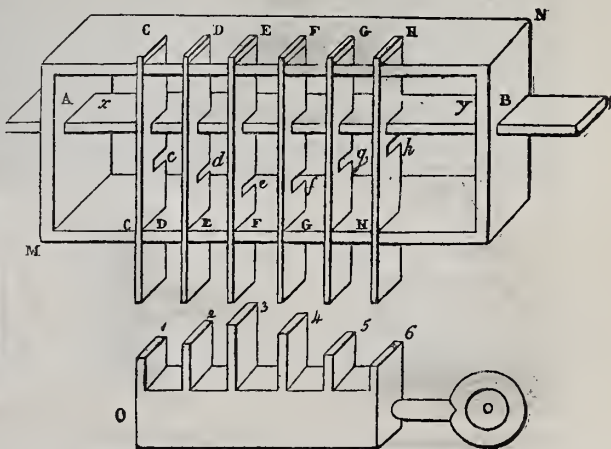 C D E F G H N
A x y B
c d e f g h
C D E F G H
M
1 2 3 4 5 6
O